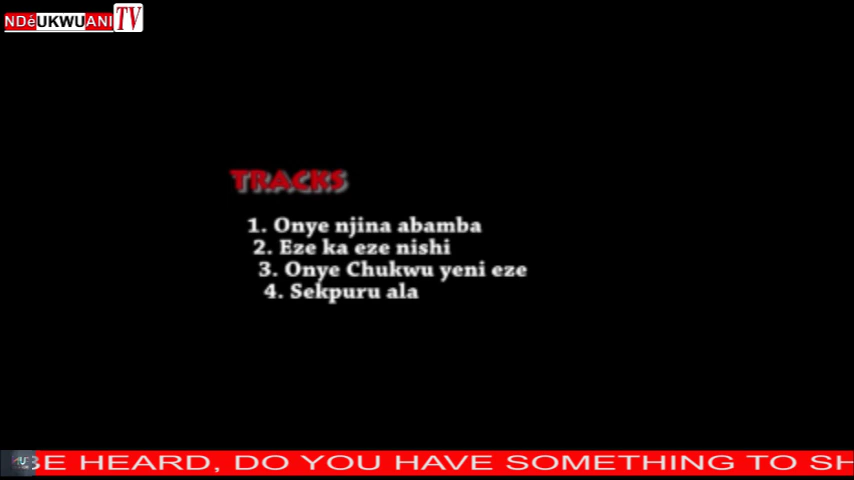 NDéUKWUANI TV
TRACKS
1. Onye njina abamba
2. Eze ka eze nishi
3. Onye Chukwu yeni eze
4. Sekpuru ala
BE HEARD, DO YOU HAVE SOMETHING TO SH